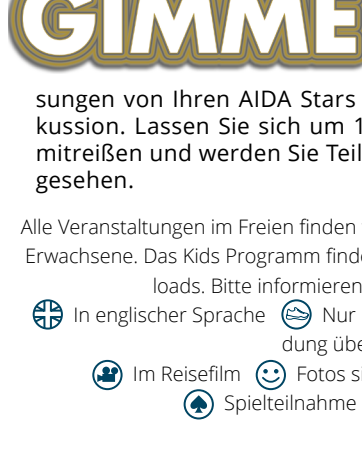 GIMME
sungen von Ihren AIDA Stars
kussion. Lassen Sie sich um 1
mitreißen und werden Sie Teil
gesehen.
Alle Veranstaltungen im Freien finden
Erwachsene. Das Kids Programm finde
loads. Bitte informieren
In englischer Sprache Nur
dung übe
Im Reisefilm Fotos si
Spielteilnahme